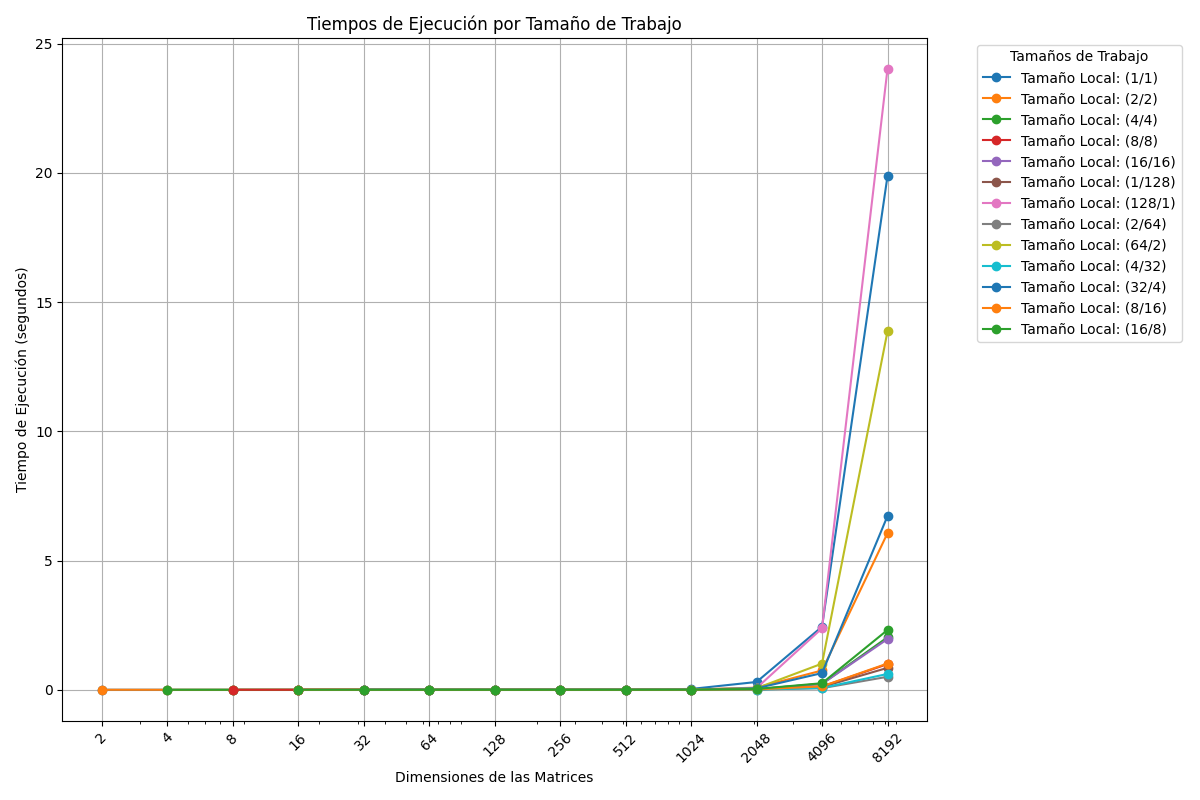 Tiempos de Ejecución por Tamaño de Trabajo
Tiempo de Ejecución (segundos)
25
20
15
10
5
0
2
4
8
16
32
64
128
256
512
1024
2048
4096
8192
Dimensiones de las Matrices
Tamaños de Trabajo
Tamaño Local: (1/1)
Tamaño Local: (2/2)
Tamaño Local: (4/4)
Tamaño Local: (8/8)
Tamaño Local: (16/16)
Tamaño Local: (1/128)
Tamaño Local: (128/1)
Tamaño Local: (2/64)
Tamaño Local: (64/2)
Tamaño Local: (4/32)
Tamaño Local: (32/4)
Tamaño Local: (8/16)
Tamaño Local: (16/8)